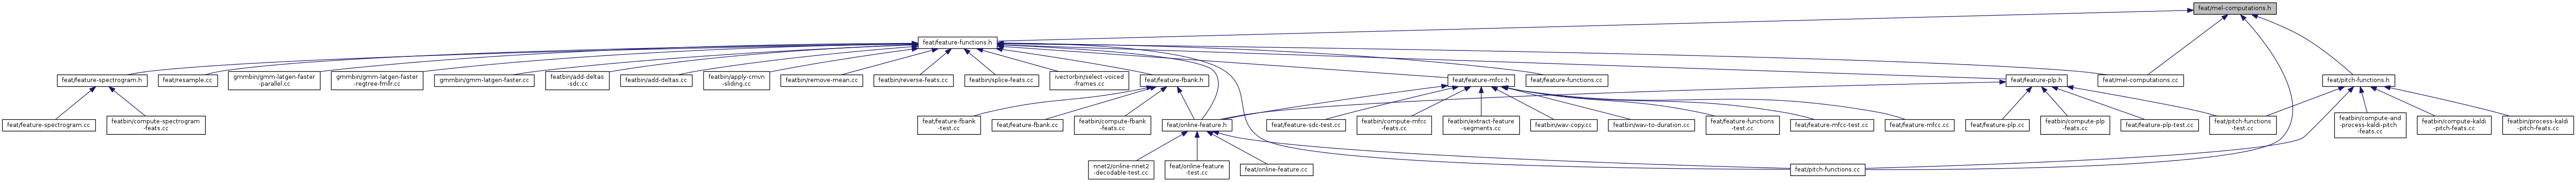 feat/mel-computations.h
feat/feature-functions.h
feat/feature-spectrogram.h
feat/resample.cc
gmmbin/gmm-latgen-faster
-parallel.cc
gmmbin/gmm-latgen-faster
-regtree-fmllr.cc
gmmbin/gmm-latgen-faster.cc
featbin/add-deltas
-sdc.cc
featbin/add-deltas.cc
featbin/apply-cmvn
-sliding.cc
featbin/remove-mean.cc
featbin/reverse-feats.cc
featbin/splice-feats.cc
ivectorbin/select-voiced
-frames.cc
feat/feature-fbank.h
feat/feature-mfcc.h
feat/feature-functions.cc
feat/feature-plp.h
feat/mel-computations.cc
feat/pitch-functions.h
feat/feature-spectrogram.cc
featbin/compute-spectrogram
-feats.cc
feat/feature-fbank
-test.cc
feat/feature-fbank.cc
featbin/compute-fbank
-feats.cc
feat/online-feature.h
feat/feature-sdc-test.cc
featbin/compute-mfcc
-feats.cc
featbin/extract-feature
-segments.cc
featbin/wav-copy.cc
featbin/wav-to-duration.cc
feat/feature-functions
-test.cc
feat/feature-mfcc-test.cc
feat/feature-mfcc.cc
feat/feature-plp.cc
featbin/compute-plp
-feats.cc
feat/feature-plp-test.cc
feat/pitch-functions
-test.cc
featbin/compute-and
-process-kaldi-pitch
-feats.cc
featbin/compute-kaldi
-pitch-feats.cc
featbin/process-kaldi
-pitch-feats.cc
nnet2/online-nnet2
-decodable-test.cc
feat/online-feature
-test.cc
feat/online-feature.cc
feat/pitch-functions.cc